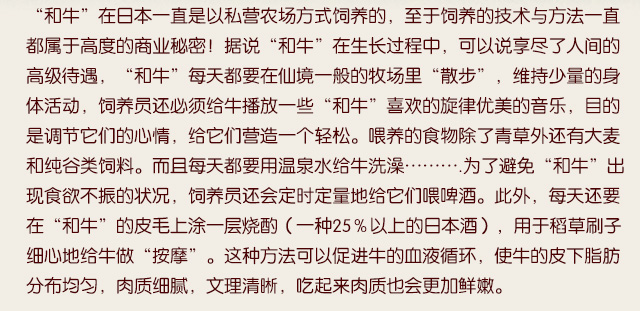 “和牛”在日本一直是以私营农场方式饲养的，至于饲养的技术与方法一直
都属于高度的商业秘密！据说“和牛”在生长过程中，可以说享尽了人间的
高级待遇，“和牛”每天都要在仙境一般的牧场里“散步”，维持少量的身
体活动，饲养员还必须给牛播放一些“和牛”喜欢的旋律优美的音乐，目的
是调节它们的心情，给它们营造一个轻松。喂养的食物除了青草外还有大麦
和纯谷类饲料。而且每天都要用温泉水给牛洗澡⋯⋯⋯.为了避免“和牛”出
现食欲不振的状况，饲养员还会定时定量地给它们喂啤酒。此外，每天还要
在“和牛”的皮毛上涂一层烧酌（一种25％以上的日本酒），用于稻草刷子
细心地给牛做“按摩”。这种方法可以促进牛的血液循环，使牛的皮下脂肪
分布均匀，肉质细腻，文理清晰，吃起来肉质也会更加鲜嫩。